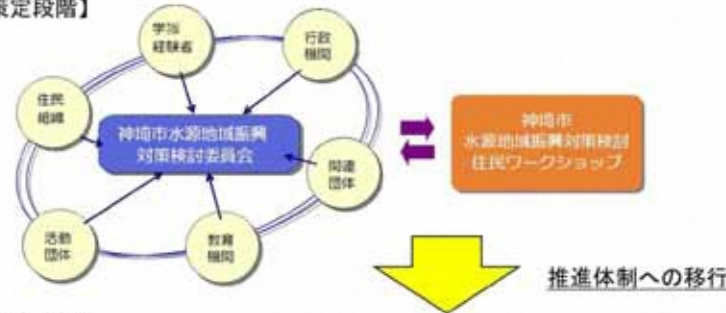 定段階】
学識
経験者
行政
機関
住民
組織
神埼市水源地域振興
対策検討委員会
関連
団体
活動
団体
教育
機関
神埼市
水源地域振興対策検討
住民ワークショップ
推進体制への移行